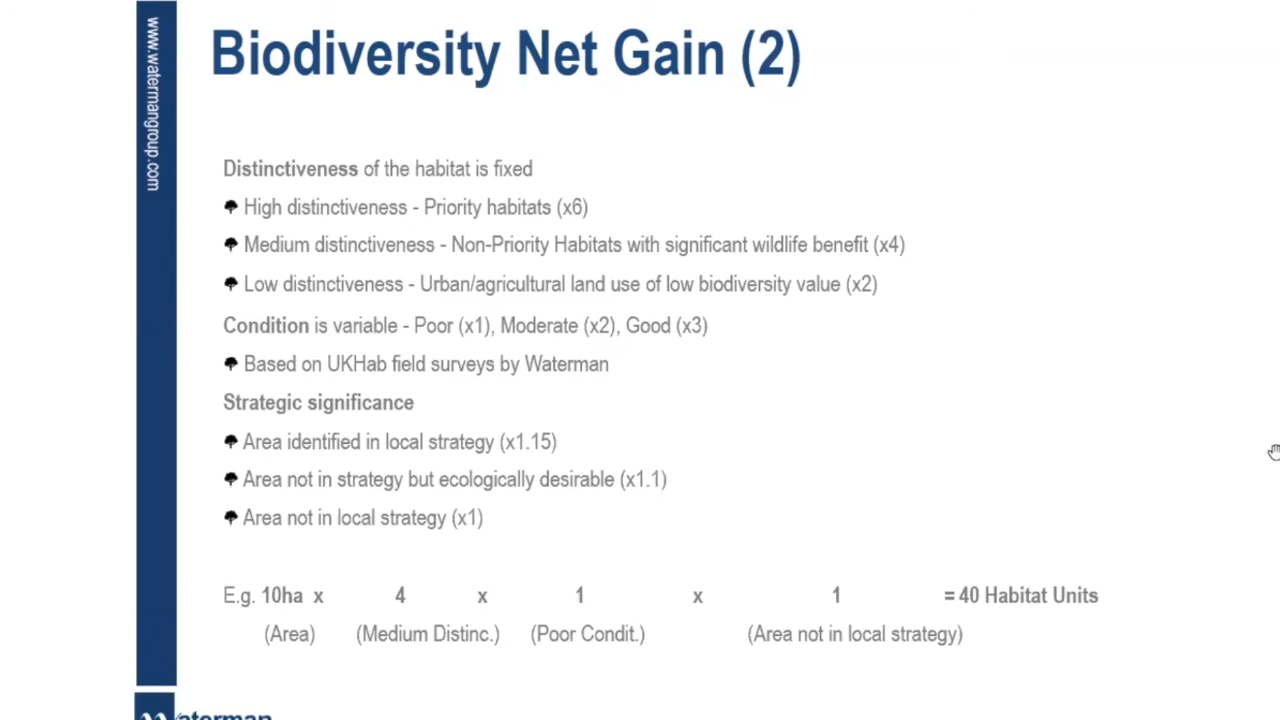 www.watermangroup.com
Biodiversity Net Gain (2)
Distinctiveness of the habitat is fixed
High distinctiveness - Priority habitats (x6)
Medium distinctiveness - Non-Priority Habitats with significant wildlife benefit (x4)
Low distinctiveness - Urban/agricultural land use of low biodiversity value (x2)
Condition is variable - Poor (x1), Moderate (x2), Good (x3)
Based on UKHab field surveys by Waterman
Strategic significance
Area identified in local strategy (x1.15)
Area not in strategy but ecologically desirable (x1.1)
Area not in local strategy (x1)
E.g. 10ha x 4 x 1 x 1 = 40 Habitat Units
(Area) (Medium Distinc.) (Poor Condit.) (Area not in local strategy)
Waterman